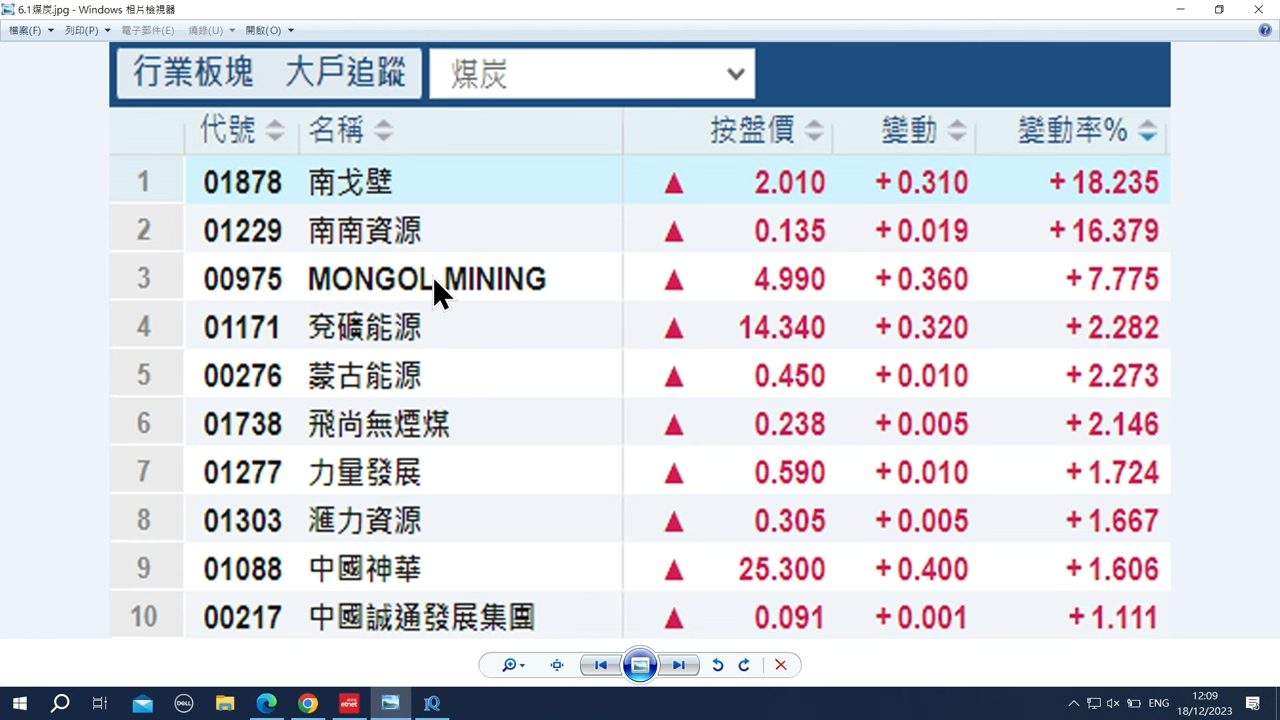 6.1煤炭.jpg - Windows 相片檢視器
檔案(F) 列印(P) 電子郵件(E) 燒錄(U) 開啟(O)
行業板塊 大戶追蹤 煤炭
代號 名稱 按盤價 變動 變動率%
1 01878 南戈壁 ▲ 2.010 +0.310 +18.235
2 01229 南南資源 ▲ 0.135 +0.019 +16.379
3 00975 MONGOL MINING ▲ 4.990 +0.360 +7.775
4 01171 兗礦能源 ▲ 14.340 +0.320 +2.282
5 00276 蒙古能源 ▲ 0.450 +0.010 +2.273
6 01738 飛尚無煙煤 ▲ 0.238 +0.005 +2.146
7 01277 力量發展 ▲ 0.590 +0.010 +1.724
8 01303 滙力資源 ▲ 0.305 +0.005 +1.667
9 01088 中國神華 ▲ 25.300 +0.400 +1.606
10 00217 中國誠通發展集團 ▲ 0.091 +0.001 +1.111
DELL etnet IQ ENG 12:09
18/12/2023